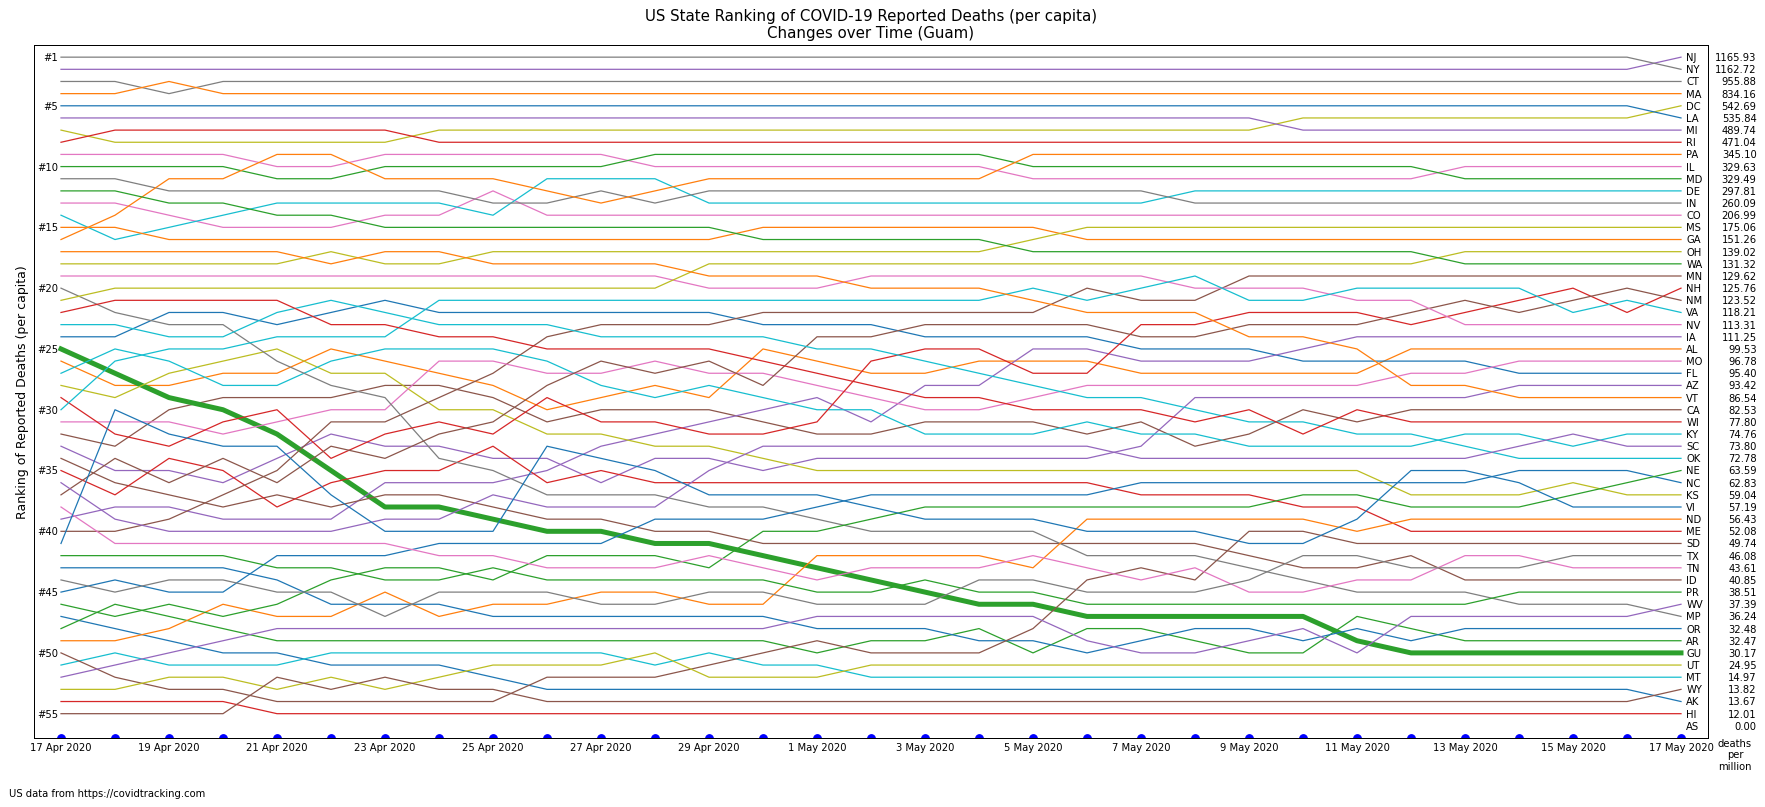 US State Ranking of COVID-19 Reported Deaths (per capita)
Changes over Time (Guam)
Ranking of Reported Deaths (per capita)
#1
#5
#10
#15
#20
#25
#30
#35
#40
#45
#50
#55
NJ 1165.93
NY 1162.72
CT 955.88
MA 834.16
DC 542.69
LA 535.84
MI 489.74
RI 471.04
PA 345.10
IL 329.63
MD 329.49
DE 297.81
IN 260.09
CO 206.99
MS 175.06
GA 151.26
OH 139.02
WA 131.32
MN 129.62
NH 125.76
NM 123.52
VA 118.21
NV 113.31
IA 111.25
AL 99.53
MO 96.78
FL 95.40
AZ 93.42
VT 86.54
CA 82.53
WI 77.80
KY 74.76
SC 73.80
OK 72.78
NE 63.59
NC 62.83
KS 59.04
VI 57.19
ND 56.43
ME 52.08
SD 49.74
TX 46.08
TN 43.61
ID 40.85
PR 38.51
WV 37.39
MP 36.24
OR 32.48
AR 32.47
GU 30.17
UT 24.95
MT 14.97
WY 13.82
AK 13.67
HI 12.01
AS 0.00
17 Apr 2020 19 Apr 2020 21 Apr 2020 23 Apr 2020 25 Apr 2020 27 Apr 2020 29 Apr 2020 1 May 2020 3 May 2020 5 May 2020 7 May 2020 9 May 2020 11 May 2020 13 May 2020 15 May 2020 17 May 2020
deaths
per
million
US data from https://covidtracking.com